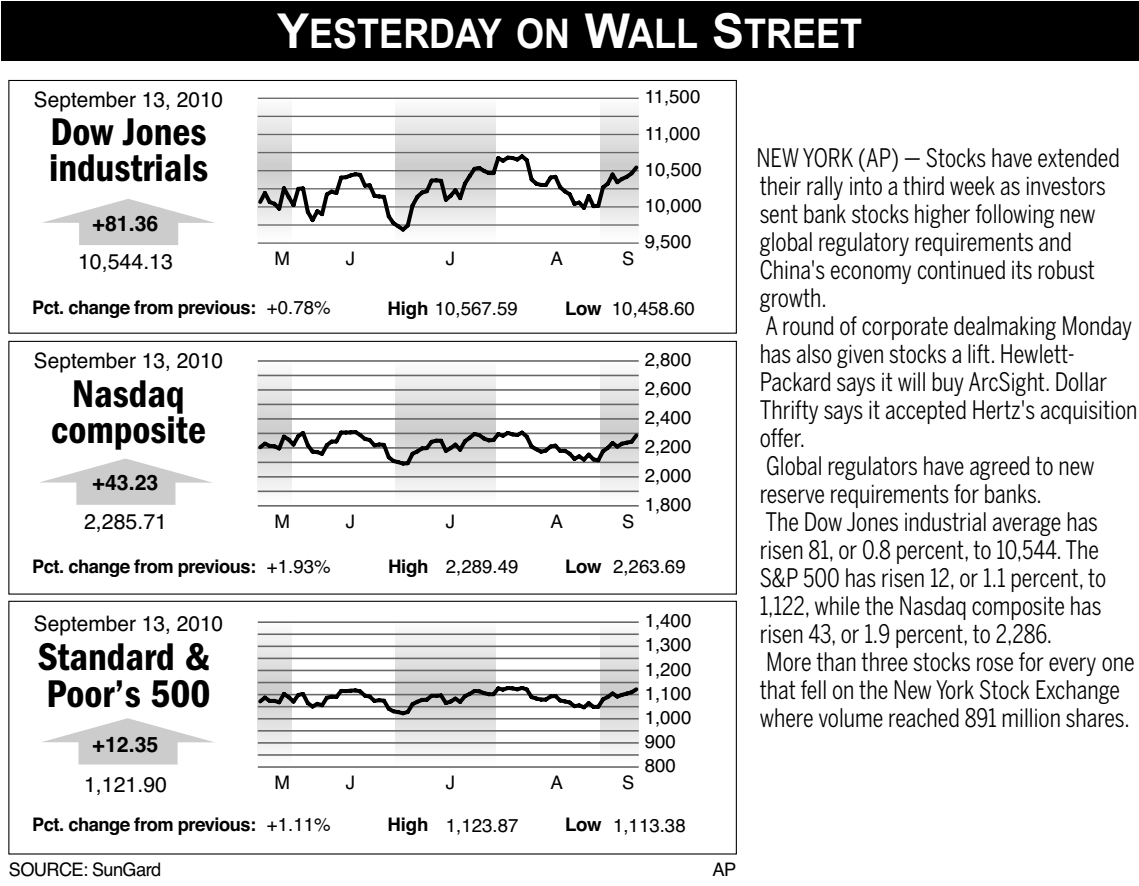 YESTERDAY ON WALL STREET
September 13, 2010
Dow Jones
industrials
+81.36
10,544.13
11,500
11,000
10,500
10,000
9,500
M J J A S
Pct. change from previous: +0.78% High 10,567.59 Low 10,458.60
September 13, 2010
Nasdaq
composite
+43.23
2,285.71
2,800
2,600
2,400
2,200
2,000
1,800
M J J A S
Pct. change from previous: +1.93% High 2,289.49 Low 2,263.69
September 13, 2010
Standard &
Poor's 500
+12.35
1,121.90
1,400
1,300
1,200
1,100
1,000
900
800
M J J A S
Pct. change from previous: +1.11% High 1,123.87 Low 1,113.38
SOURCE: SunGard AP
NEW YORK (AP) — Stocks have extended
their rally into a third week as investors
sent bank stocks higher following new
global regulatory requirements and
China's economy continued its robust
growth.
A round of corporate dealmaking Monday
has also given stocks a lift. Hewlett-
Packard says it will buy ArcSight. Dollar
Thrifty says it accepted Hertz's acquisition
offer.
Global regulators have agreed to new
reserve requirements for banks.
The Dow Jones industrial average has
risen 81, or 0.8 percent, to 10,544. The
S&P 500 has risen 12, or 1.1 percent, to
1,122, while the Nasdaq composite has
risen 43, or 1.9 percent, to 2,286.
More than three stocks rose for every one
that fell on the New York Stock Exchange
where volume reached 891 million shares.